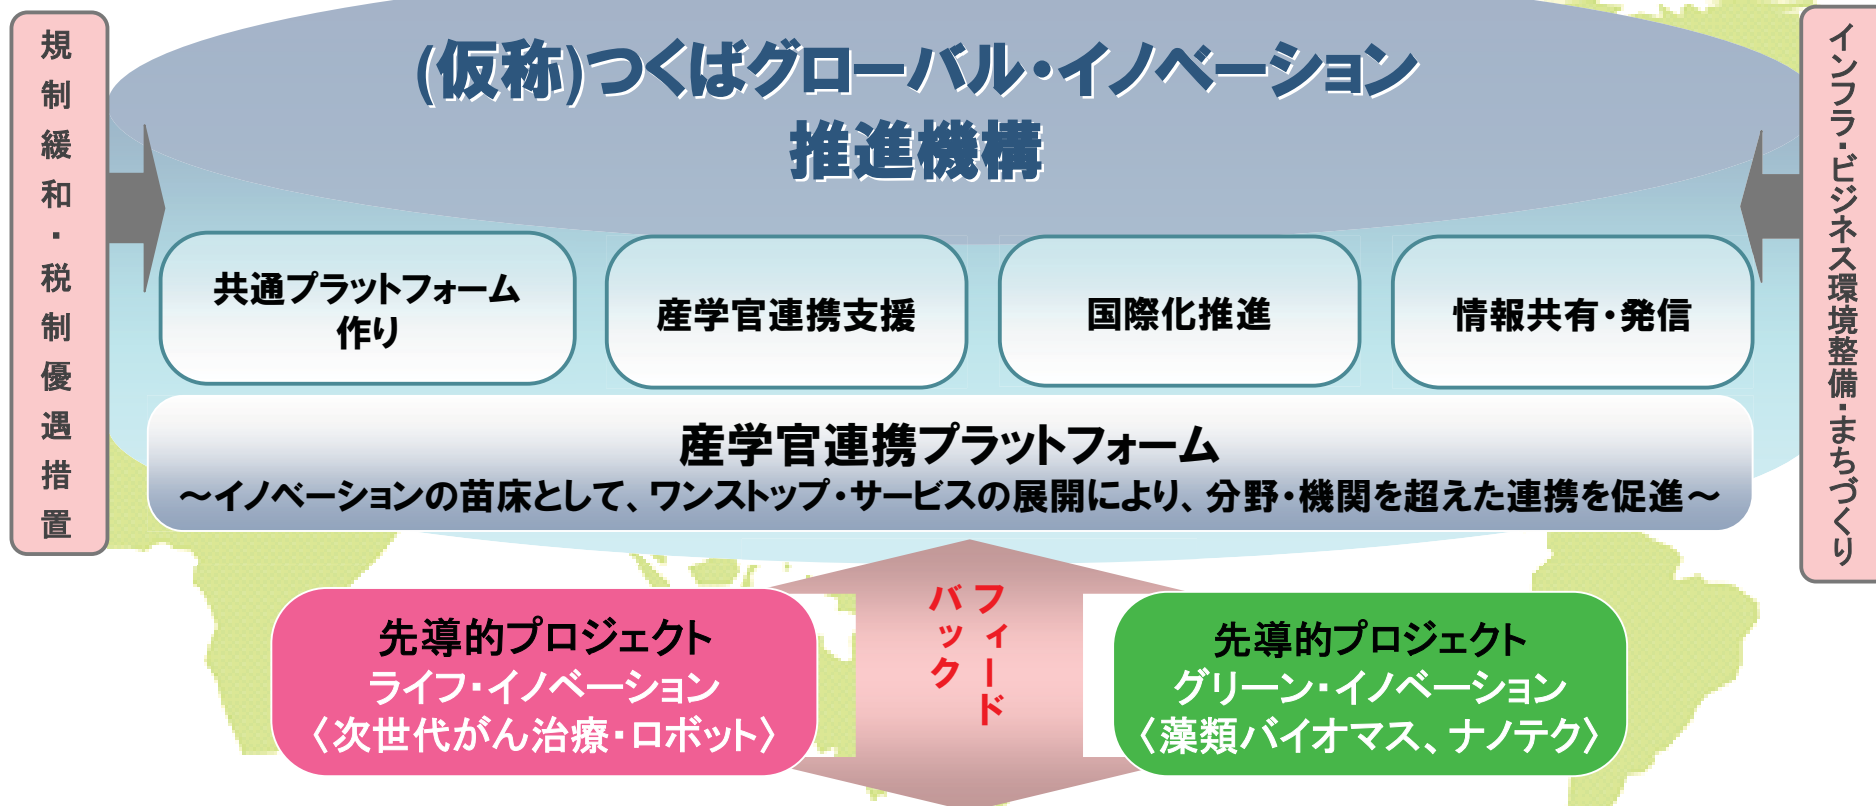 規制緩和・税制優遇措置
(仮称)つくばグローバル・イノベーション
推進機構
インフラ・ビジネス環境整備・まちづくり
共通プラットフォーム
作り
産学官連携支援
国際化推進
情報共有・発信
産学官連携プラットフォーム
～イノベーションの苗床として、ワンストップ・サービスの展開により、分野・機関を超えた連携を促進～
フィード
バック
先導的プロジェクト
ライフ・イノベーション
〈次世代がん治療・ロボット〉
先導的プロジェクト
グリーン・イノベーション
〈藻類バイオマス、ナノテク〉